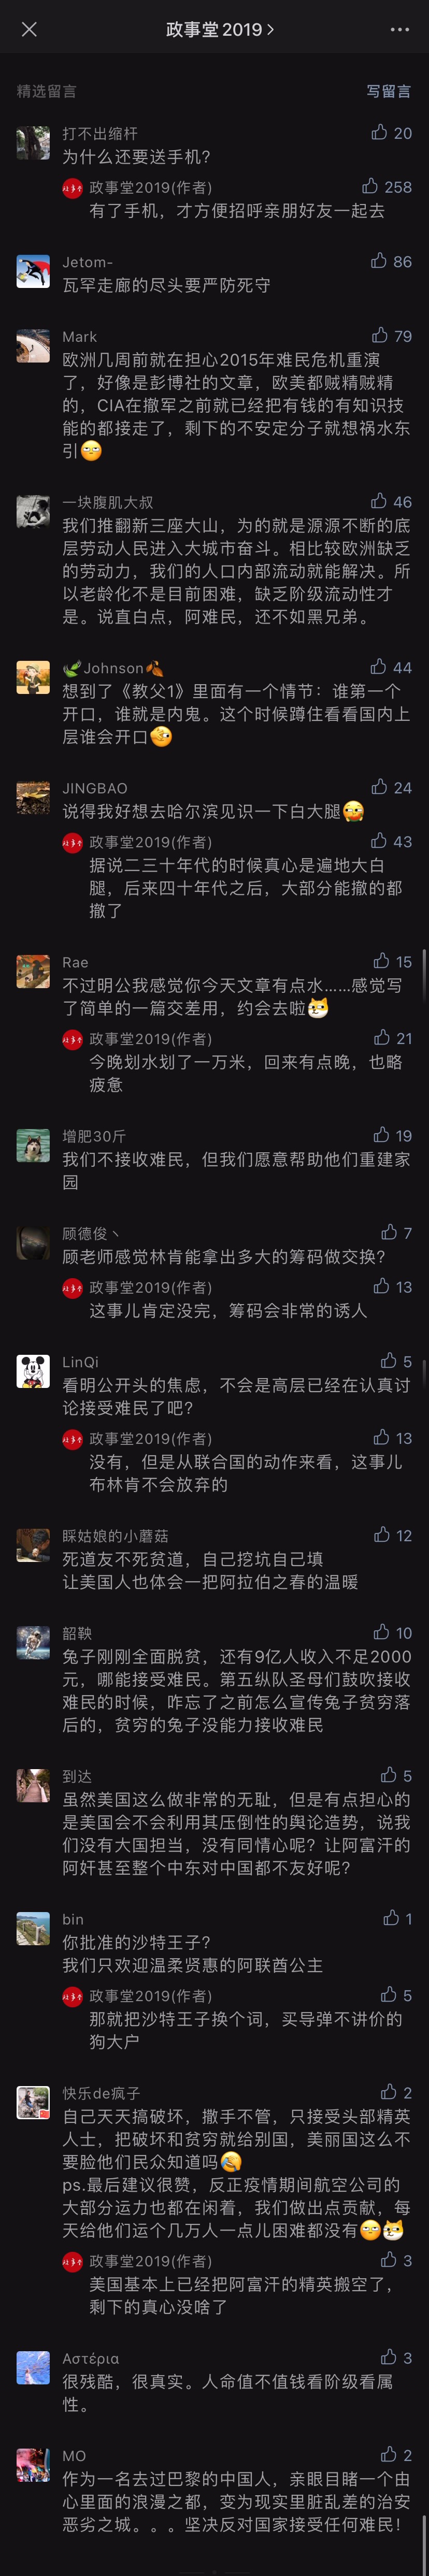 政事堂2019
精选留言
写留言
打不出缩杆
20
为什么还要送手机?
政事堂2019(作者)
258
有了手机，才方便招呼亲朋好友一起去
Jetom-
86
瓦罕走廊的尽头要严防死守
Mark
79
欧洲几周前就在担心2015年难民危机重演
了，好像是彭博社的文章，欧美都贼精贼精
的，CIA在撤军之前就已经把有钱的有知识技
能的都接走了，剩下的不安定分子就想祸水东
引🙄
一块腹肌大叔
46
我们推翻新三座大山，为的就是源源不断的底
层劳动人民进入大城市奋斗。相比较欧洲缺乏
的劳动力，我们的人口内部流动就能解决。所
以老龄化不是目前困难，缺乏阶级流动性才
是。说直白点，阿难民，还不如黑兄弟。
🌿Johnson🍂
44
想到了《教父1》里面有一个情节：谁第一个
开口，谁就是内鬼。这个时候蹲住看看国内上
层谁会开口
JINGBAO
24
说得我好想去哈尔滨见识一下白大腿
政事堂2019(作者)
43
据说二三十年代的时候真心是遍地大白
腿，后来四十年代之后，大部分能撤的都
撤了
Rae
15
不过明公我感觉你今天文章有点水……感觉写
了简单的一篇交差用，约会去啦
政事堂2019(作者)
21
今晚划水划了一万米，回来有点晚，也略
疲惫
增肥30斤
19
我们不接收难民，但我们愿意帮助他们重建家
园
顾德俊丶
7
顾老师感觉林肯能拿出多大的筹码做交换?
政事堂2019(作者)
13
这事儿肯定没完，筹码会非常的诱人
LinQi
5
看明公开头的焦虑，不会是高层已经在认真讨
论接受难民了吧?
政事堂2019(作者)
13
没有，但是从联合国的动作来看，这事儿
布林肯不会放弃的
睬姑娘的小蘑菇
12
死道友不死贫道，自己挖坑自己填
让美国人也体会一把阿拉伯之春的温暖
韶鞅
10
兔子刚刚全面脱贫，还有9亿人收入不足2000
元，哪能接受难民。第五纵队圣母们鼓吹接收
难民的时候，咋忘了之前怎么宣传兔子贫穷落
后的，贫穷的兔子没能力接收难民
到达
5
虽然美国这么做非常的无耻，但是有点担心的
是美国会不会利用其压倒性的舆论造势，说我
们没有大国担当，没有同情心呢？让阿富汗的
阿奸甚至整个中东对中国都不友好呢?
bin
1
你批准的沙特王子?
我们只欢迎温柔贤惠的阿联酋公主
政事堂2019(作者)
5
那就把沙特王子换个词，买导弹不讲价的
狗大户
快乐de疯子
2
自己天天搞破坏，撒手不管，只接受头部精英
人士，把破坏和贫穷就给别国，美丽国这么不
要脸他们民众知道吗
ps.最后建议很赞，反正疫情期间航空公司的
大部分运力也都在闲着，我们做出点贡献，每
天给他们运个几万人一点儿困难都没有🙄
政事堂2019(作者)
3
美国基本上已经把阿富汗的精英搬空了，
剩下的真心没啥了
Αστέρια
3
很残酷，很真实。人命值不值钱看阶级看属
性。
MO
2
作为一名去过巴黎的中国人，亲眼目睹一个由
心里面的浪漫之都，变为现实里脏乱差的治安
恶劣之城。。。坚决反对国家接受任何难民!